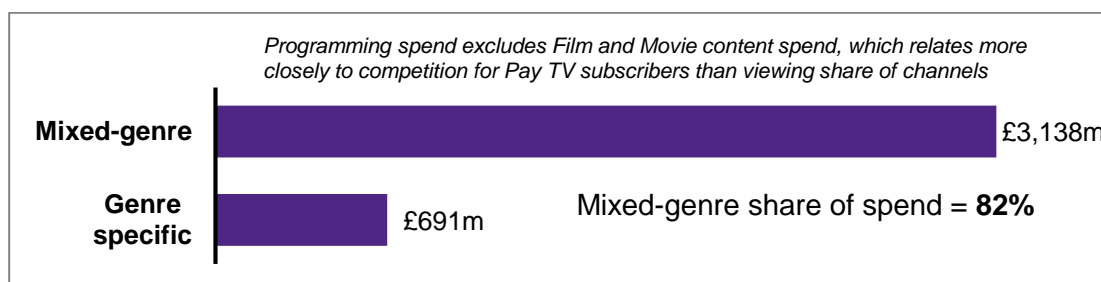 Programming spend excludes Film and Movie content spend, which relates more
closely to competition for Pay TV subscribers than viewing share of channels
Mixed-genre
£3,138m
Genre
specific
£691m
Mixed-genre share of spend = 82%